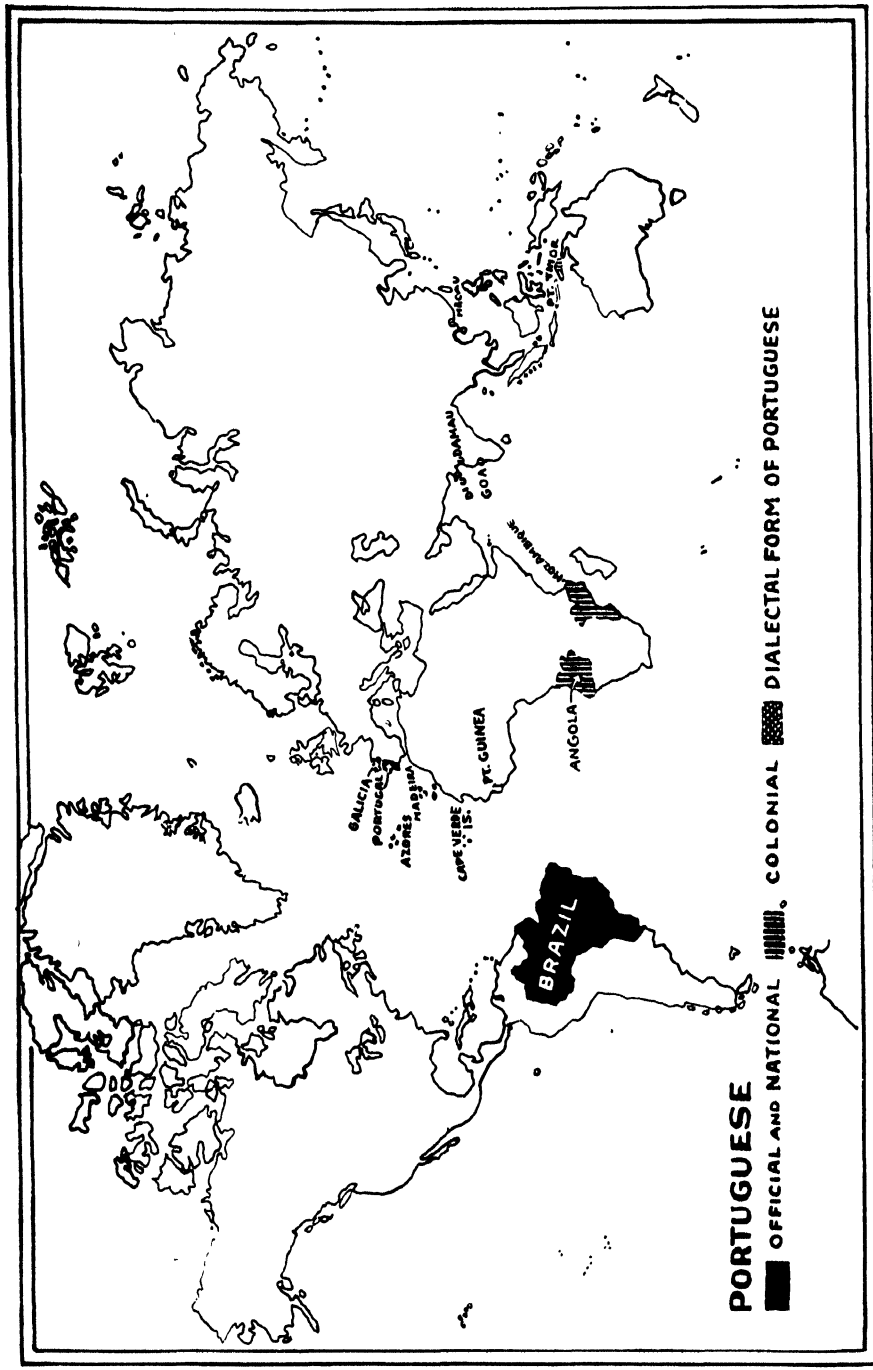 GALICIA
PORTUGAL
AZORES
MADEIRA
CAPE VERDE
IS.
PT. GUINEA
ANGOLA
MOZAMBIQUE
DIU
DAMAU
GOA
MACAU
PT. TIMOR
BRAZIL
PORTUGUESE
OFFICIAL AND NATIONAL
COLONIAL
DIALECTAL FORM OF PORTUGUESE